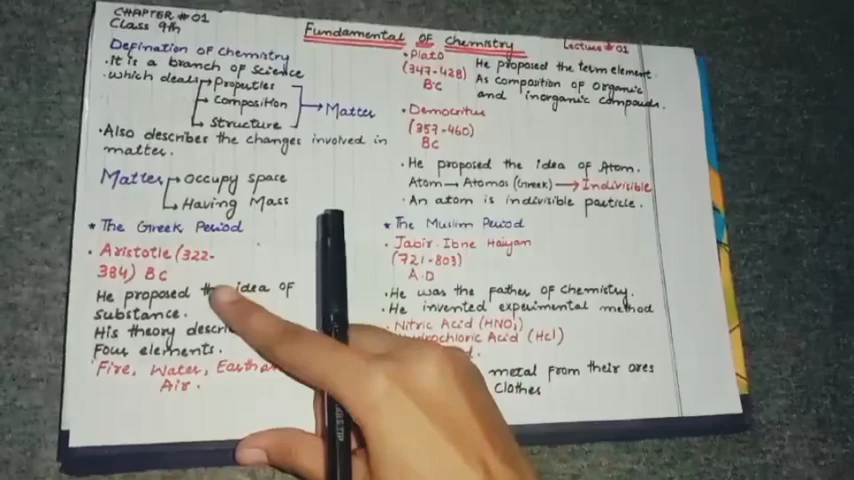 CHAPTER # 01
Class 9th
Fundamental OF Chemistry
Lecture # 01
Defination of Chemistry
• It is a branch of Science
• which deals → Properties
→ Composition → Matter
→ Structure
• Also describes the changes involved in
matter.
Matter → Occupy space
→ Having Mass
* The Greek Period
• Aristotle (322-
384) BC
He proposed the idea of
substance.
His theory
Four elements.
Fire, Water, Earth
Air.
• Plato
(347-428)
BC
He proposed the term element.
As composition of organic
and inorganic compouds.
• Democritus
(357-460)
BC
• He proposed the idea of Atom.
Atom → Atomos (Greek) → Indivisible
• An atom is indivisible particle.
* The Muslim Period
• Jabir Ibne Haiyan
(721-803)
A.D
• He was the father of Chemistry.
• He invented experimental method
• Nitric Acid (HNO3)
Acid (Hcl)
metal from their ores
Clothes